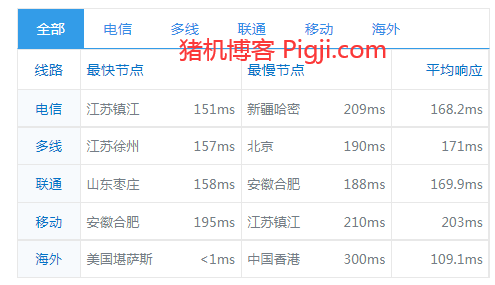 全部 电信 多线 联通 移动 海外
猪机博客 Pigji.com
线路 最快节点 最慢节点 平均响应
电信 江苏镇江 151ms 新疆哈密 209ms 168.2ms
多线 江苏徐州 157ms 北京 190ms 171ms
联通 山东枣庄 158ms 安徽合肥 188ms 169.9ms
移动 安徽合肥 195ms 江苏镇江 210ms 203ms
海外 美国堪萨斯 <1ms 中国香港 300ms 109.1ms